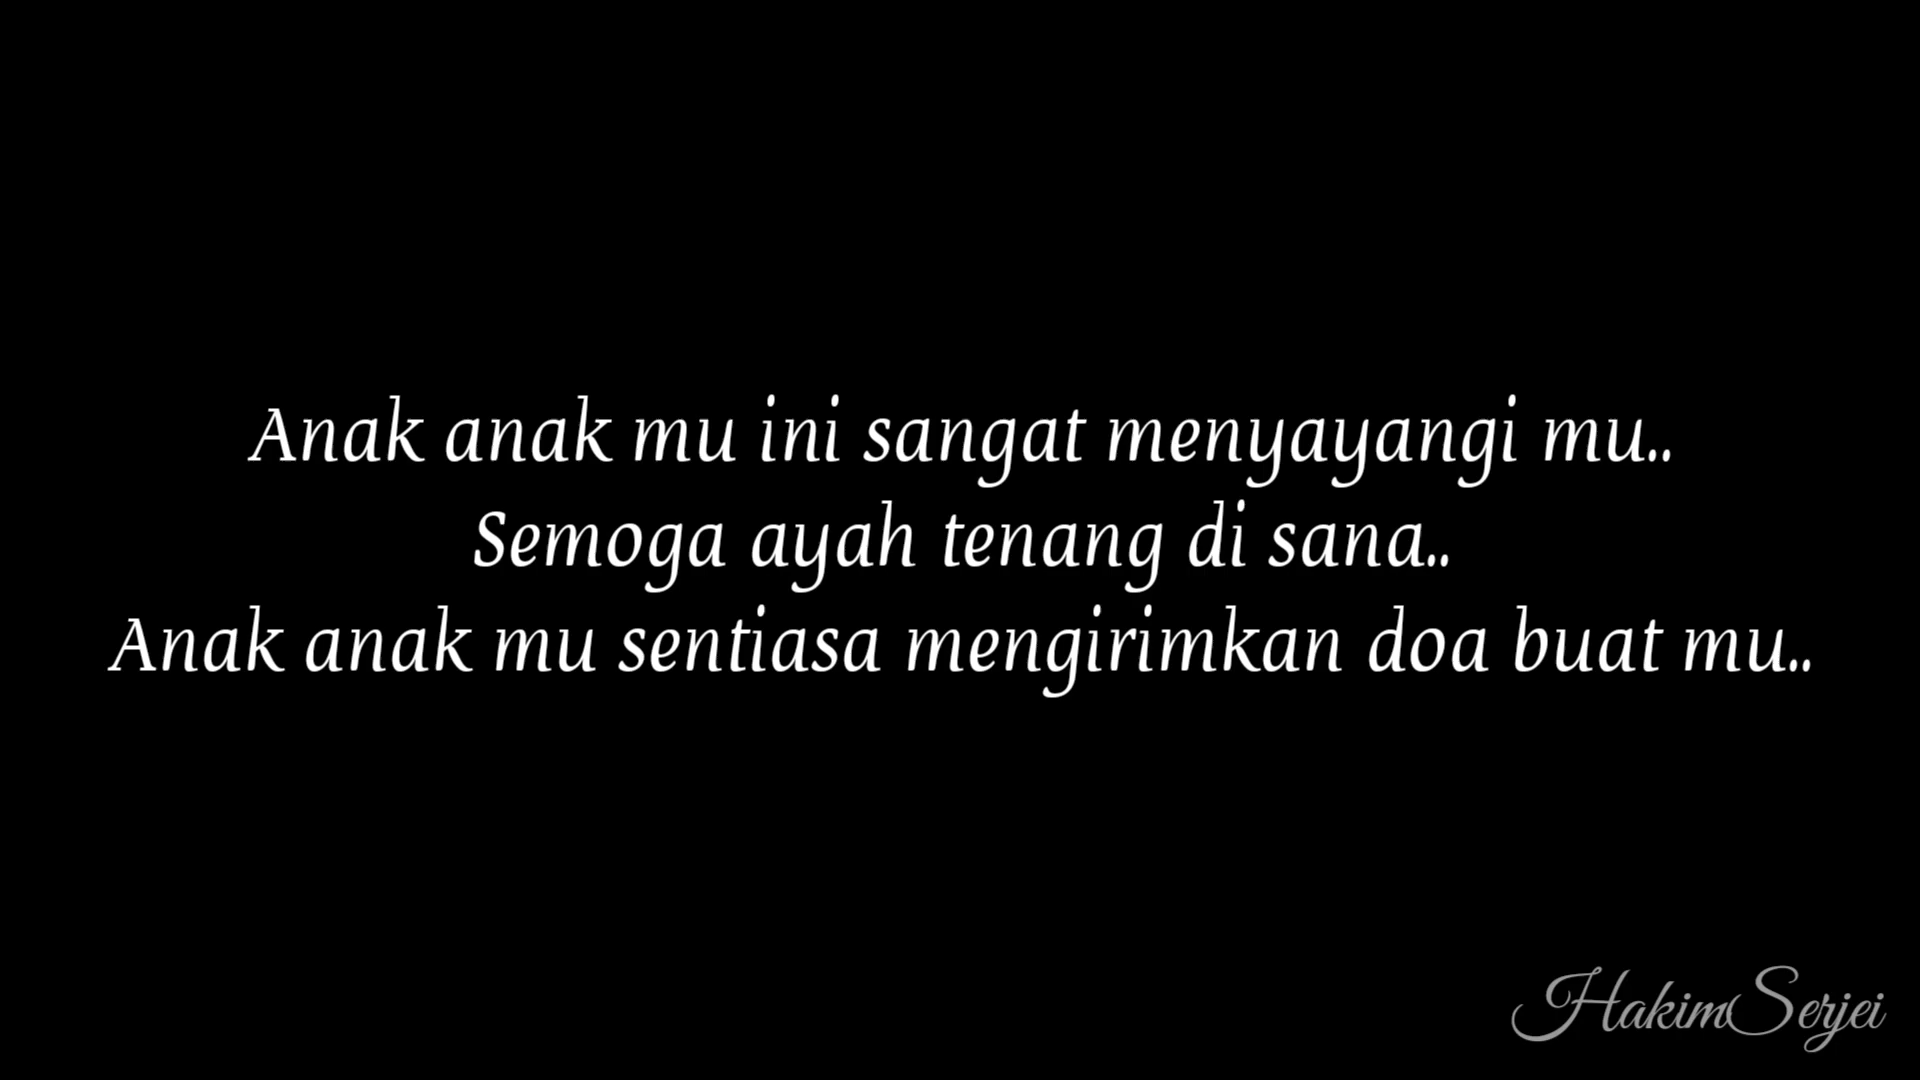 Anak anak mu ini sangat menyayangi mu..
Semoga ayah tenang di sana..
Anak anak mu sentiasa mengirimkan doa buat mu..
HakimSerjei